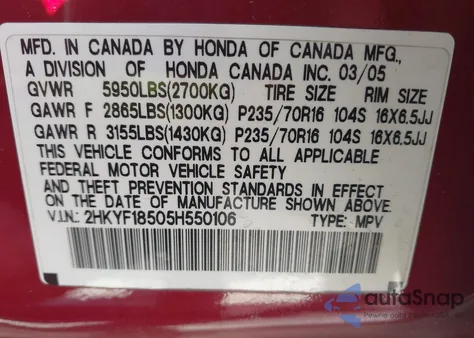 MFD. IN CANADA BY HONDA OF CANADA MFG.,
A DIVISION OF HONDA CANADA INC. 03/05
GVWR 5950LBS(2700KG) TIRE SIZE RIM SIZE
GAWR F 2865LBS(1300KG) P235/70R16 104S 16X6.5JJ
GAWR R 3155LBS(1430KG) P235/70R16 104S 16X6.5JJ
THIS VEHICLE CONFORMS TO ALL APPLICABLE
FEDERAL MOTOR VEHICLE SAFETY
AND THEFT PREVENTION STANDARDS IN EFFECT
ON THE DATE OF MANUFACTURE SHOWN ABOVE.
V.I.N.: 2HKYF18505H550106 TYPE: MPV
autaSnap